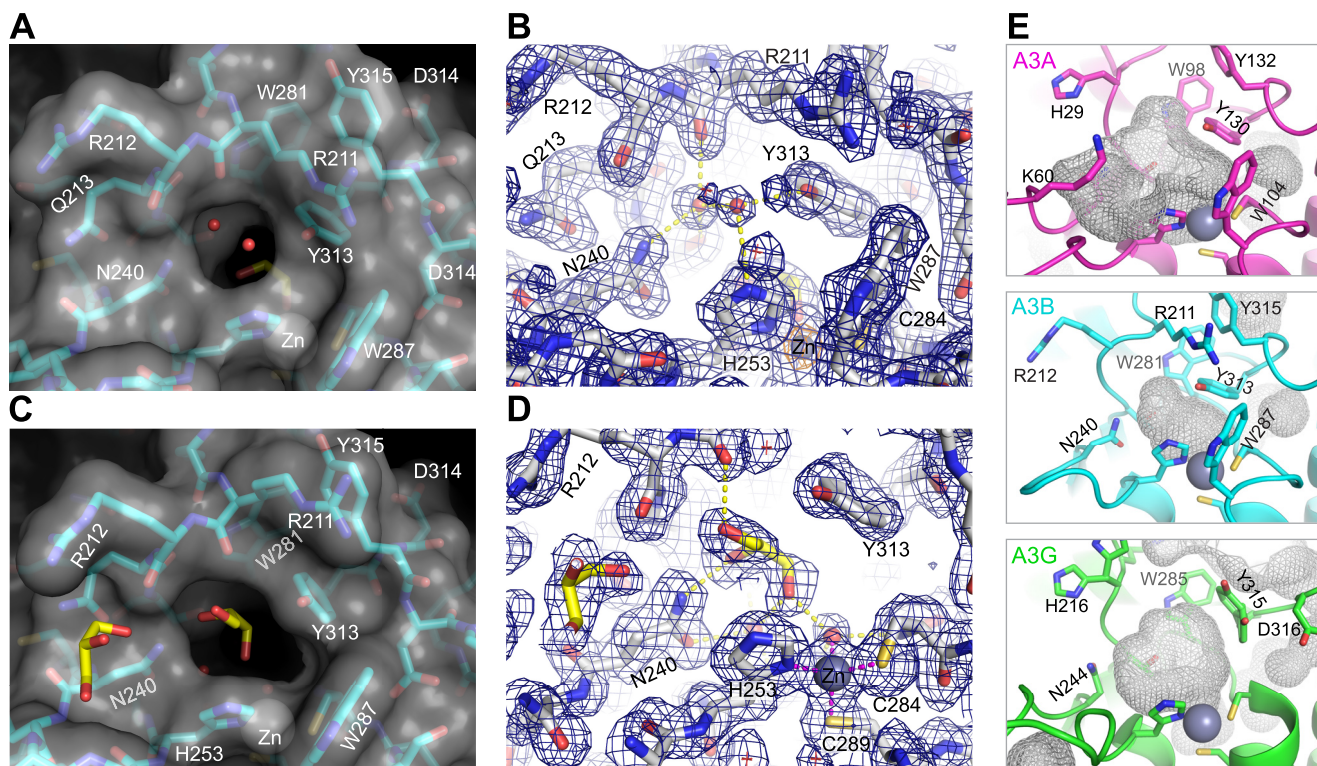 A
Y315
D314
W281
R212
R211
Q213
Y313
N240
D314
Zn
W287
B
R211
R212
Q213
Y313
N240
W287
C284
H253
Zn
C
Y315
D314
R211
R212
W281
Y313
N240
H253
Zn
W287
D
R212
Y313
N240
H253
Zn
C284
C289
E
A3A
Y132
W98
H29
Y130
K60
W104
A3B
R211
Y315
W281
R212
Y313
N240
W287
A3G
W285
Y315
H216
D316
N244